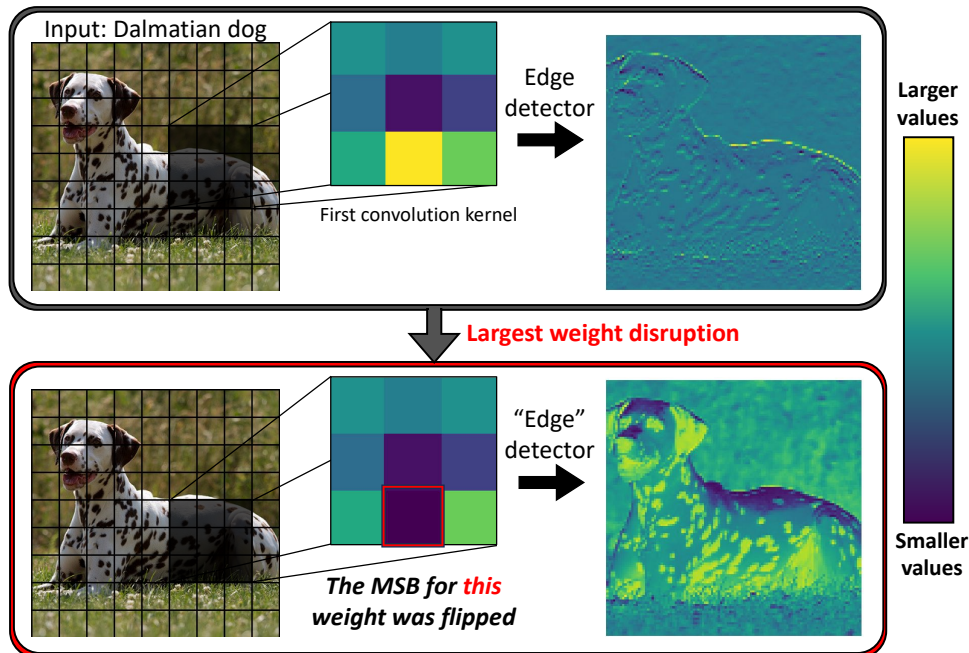 Input: Dalmatian dog
Edge
detector
First convolution kernel
Larger
values
Largest weight disruption
“Edge”
detector
Smaller
values
The MSB for this
weight was flipped